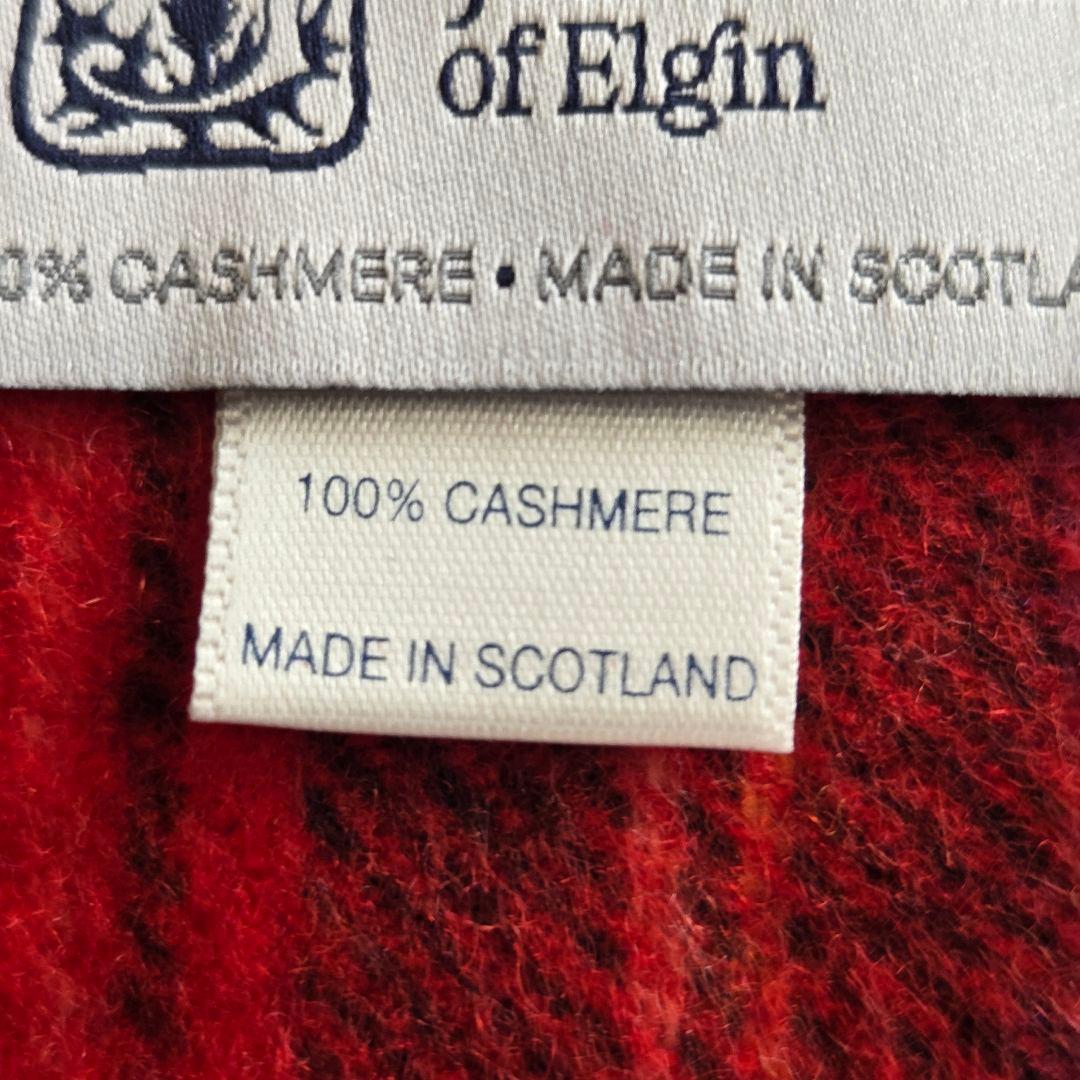 of Elgin
0% CASHMERE • MADE IN SCOTLA
100% CASHMERE
MADE IN SCOTLAND